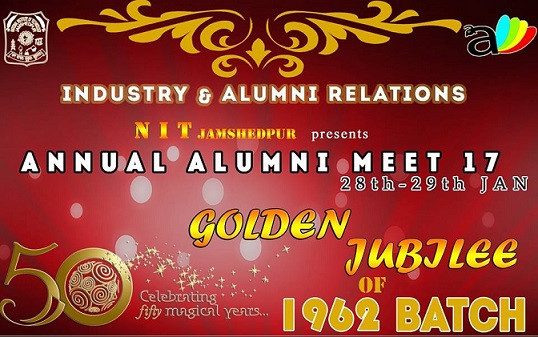 INDUSTRY & ALUMNI RELATIONS
N I T JAMSHEDPUR presents
ANNUAL ALUMNI MEET 17
28th-29th JAN
GOLDEN
JUBILEE
OF
1962 BATCH
50
Celebrating
fifty magical years...
a